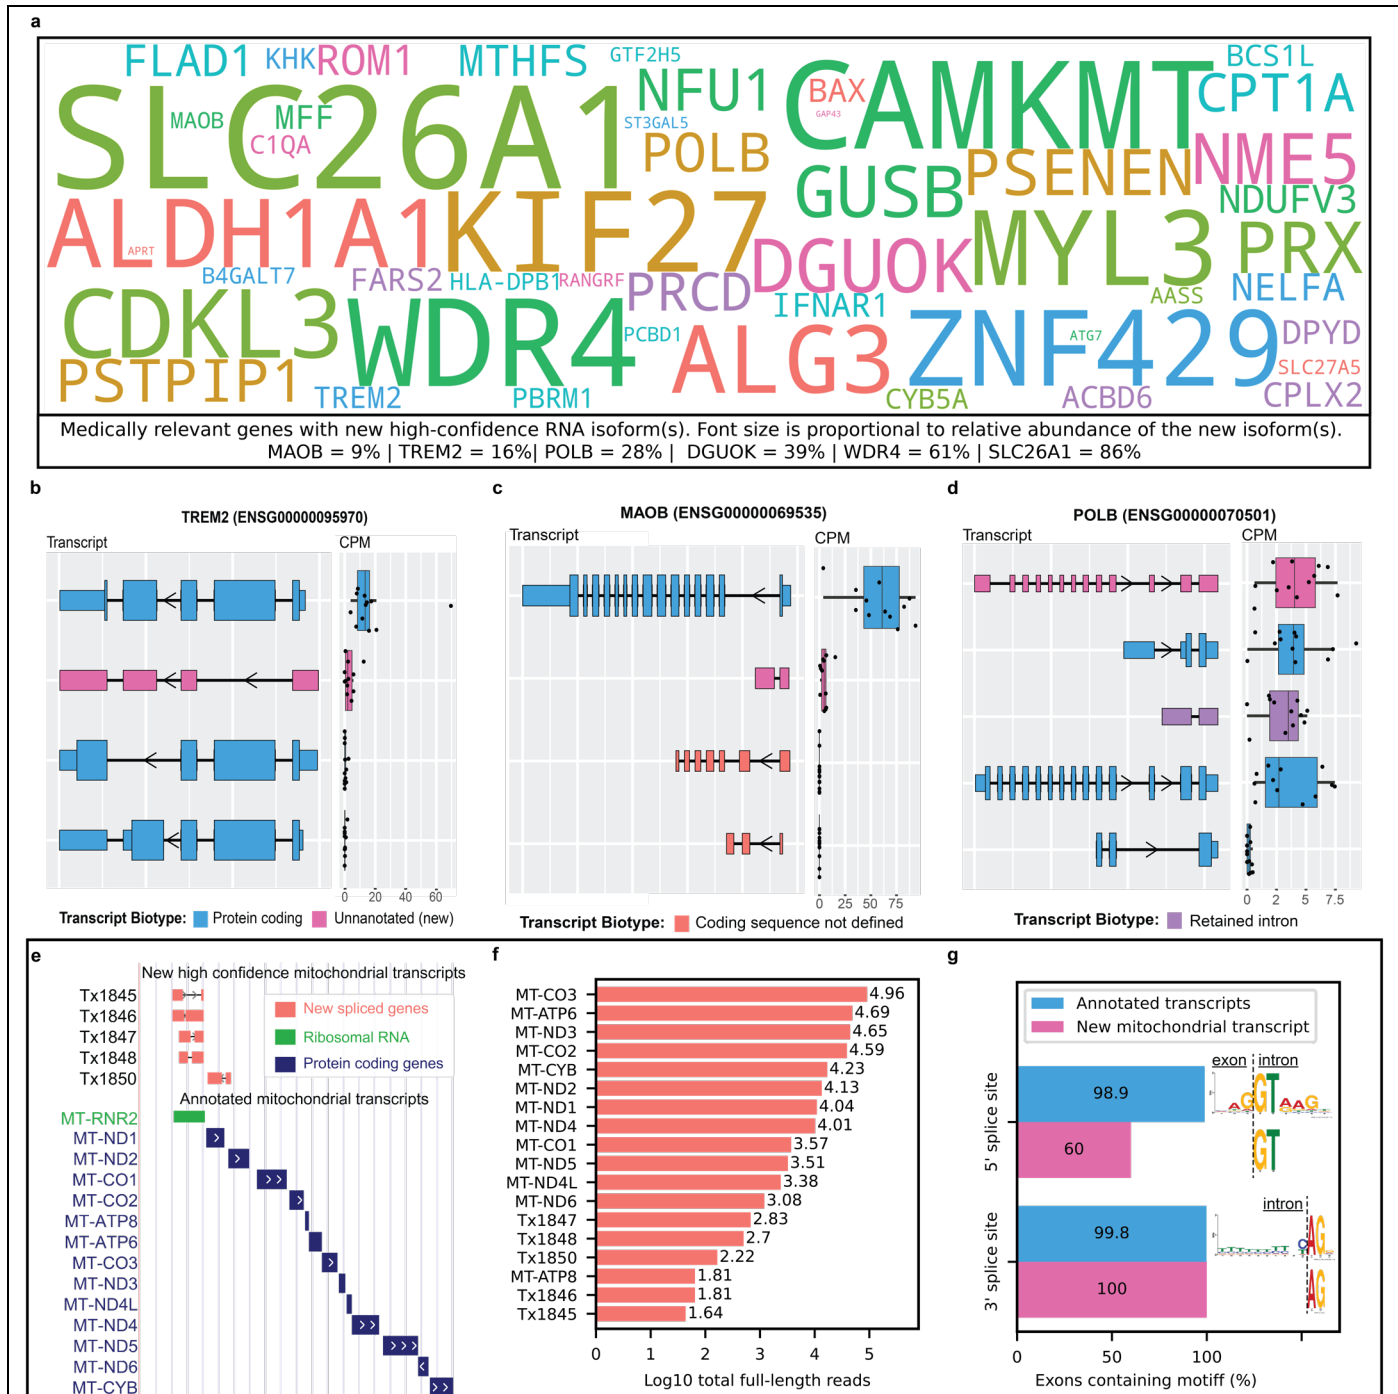 a
FLAD1 KHK ROM1 MTHFS GTF2H5 BCS1L
SLC26A1 MAOB MFF C1QA NFU1 ST3GAL5 POLB CAMKMT BAX GAP43 CPT1A
GUSB PSENEN NME5 NDUFV3
ALDH1A1 APRT KIF27 DGUOK MYL3 PRX
B4GALT7 FARS2 HLA-DPB1 RANGRF PRCD IFNAR1 AASS NELFA
CDKL3 WDR4 PCBD1 ALG3 ZNF429 ATG7 DPYD
PSTPIP1 TREM2 PBRM1 CYB5A ACBD6 SLC27A5 CPLX2
Medically relevant genes with new high-confidence RNA isoform(s). Font size is proportional to relative abundance of the new isoform(s).
MAOB = 9% | TREM2 = 16%| POLB = 28% | DGUOK = 39% | WDR4 = 61% | SLC26A1 = 86%
b
TREM2 (ENSG00000095970)
Transcript CPM
0 20 40 60
Transcript Biotype: Protein coding Unnanotated (new)
c
MAOB (ENSG00000069535)
Transcript CPM
0 25 50 75
Transcript Biotype: Coding sequence not defined
d
POLB (ENSG00000070501)
Transcript CPM
0 2 5 7.5
Transcript Biotype: Retained intron
e
New high confidence mitochondrial transcripts
Tx1845
Tx1846
Tx1847
Tx1848
Tx1850
New spliced genes
Ribosomal RNA
Protein coding genes
Annotated mitochondrial transcripts
MT-RNR2
MT-ND1
MT-ND2
MT-CO1
MT-CO2
MT-ATP8
MT-ATP6
MT-CO3
MT-ND3
MT-ND4L
MT-ND4
MT-ND5
MT-ND6
MT-CYB
f
MT-CO3 4.96
MT-ATP6 4.69
MT-ND3 4.65
MT-CO2 4.59
MT-CYB 4.23
MT-ND2 4.13
MT-ND1 4.04
MT-ND4 4.01
MT-CO1 3.57
MT-ND5 3.51
MT-ND4L 3.38
MT-ND6 3.08
Tx1847 2.83
Tx1848 2.7
Tx1850 2.22
MT-ATP8 1.81
Tx1846 1.81
Tx1845 1.64
0 1 2 3 4 5
Log10 total full-length reads
g
Annotated transcripts
New mitochondrial transcript
exon intron
5' splice site
98.9
AGGTAAG
60
GT
intron
3' splice site
99.8
CAG
100
AG
0 50 100
Exons containing motiff (%)